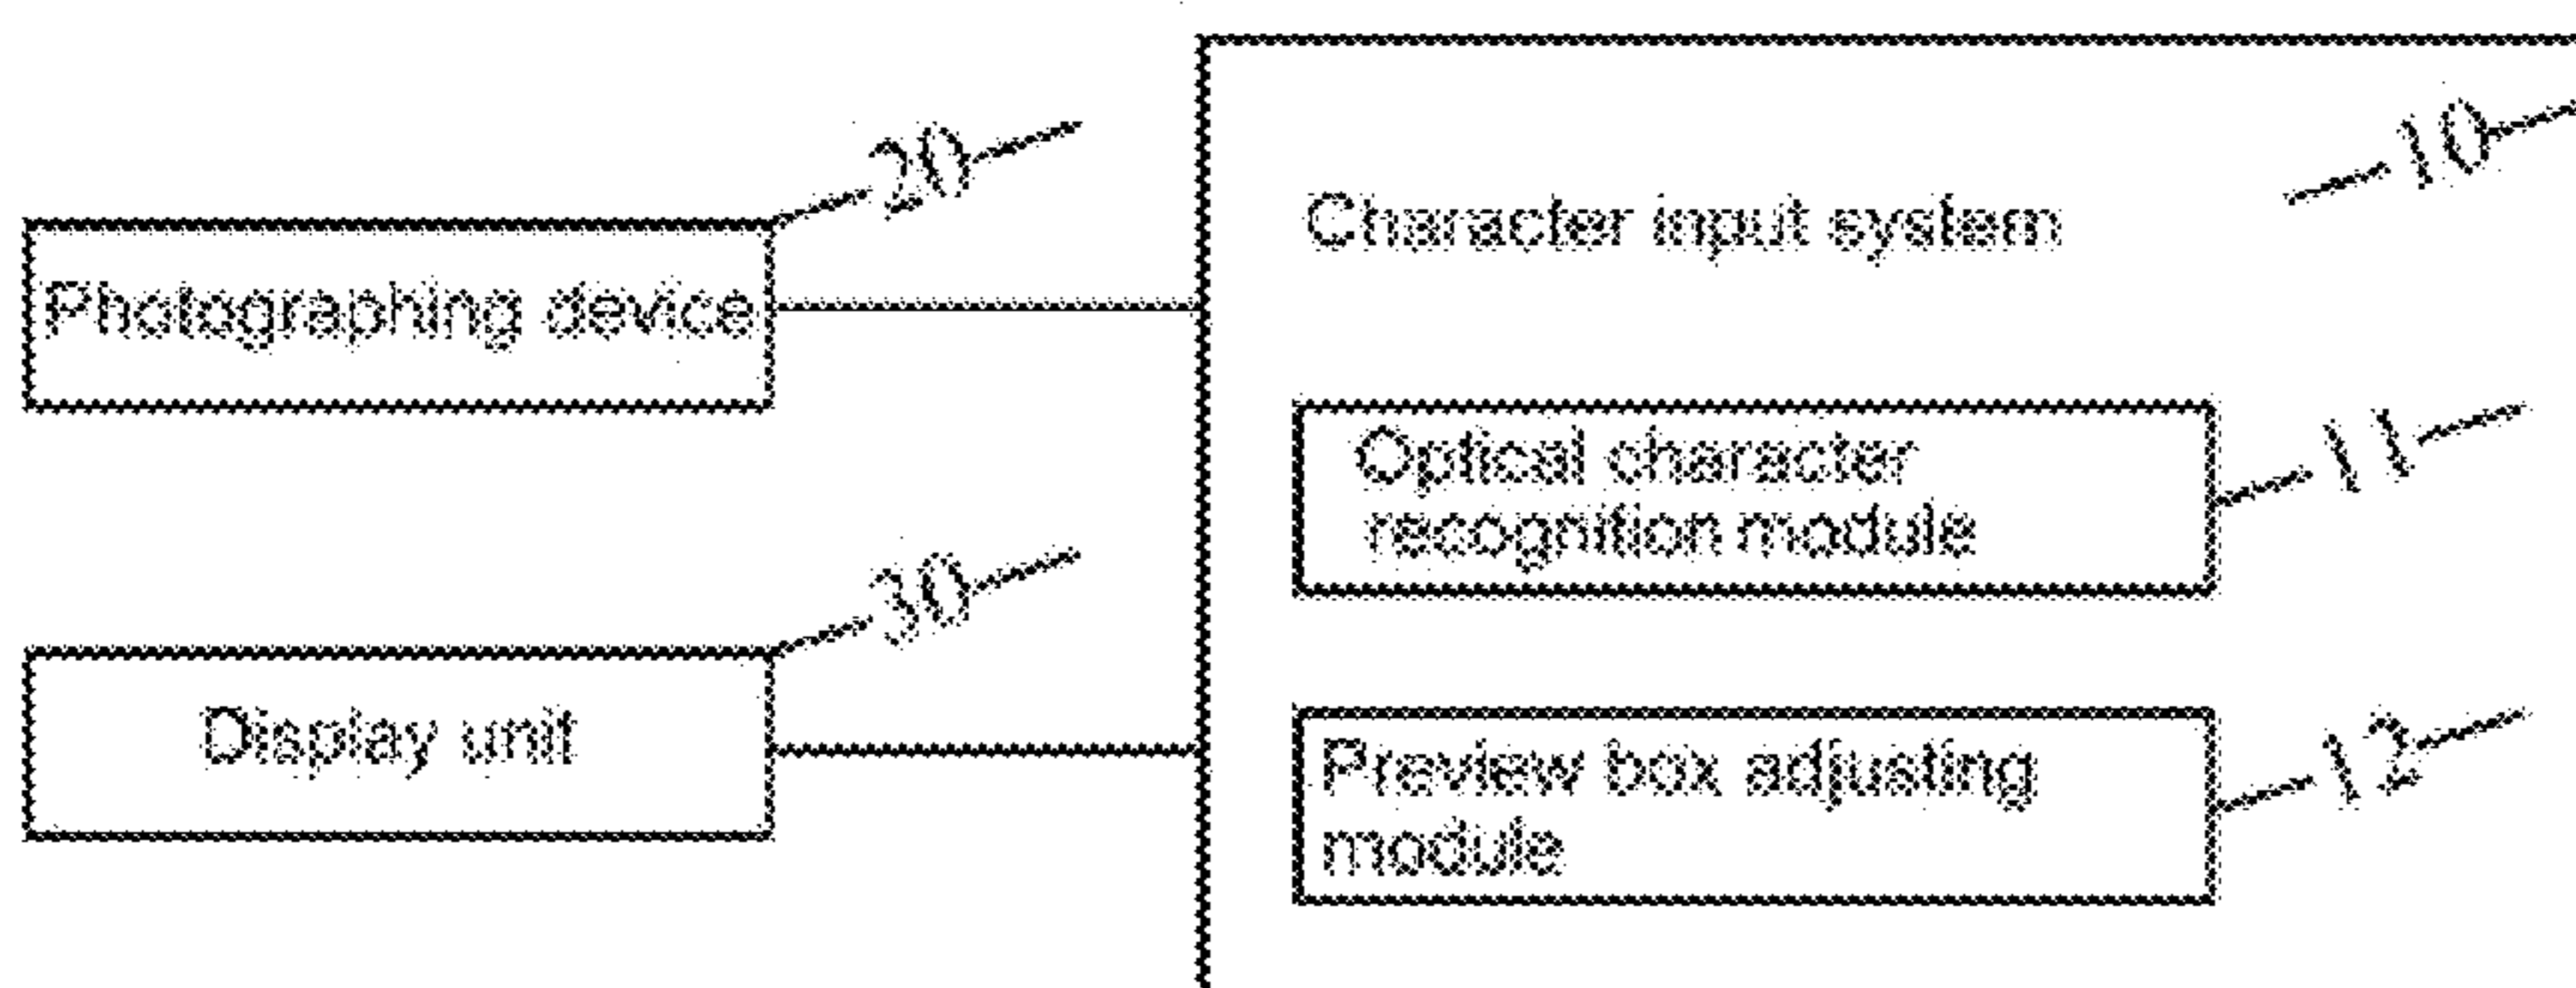 20
Photographing device
30
Display unit
10
Character input system
11
Optical character
recognition module
12
Preview box adjusting
module